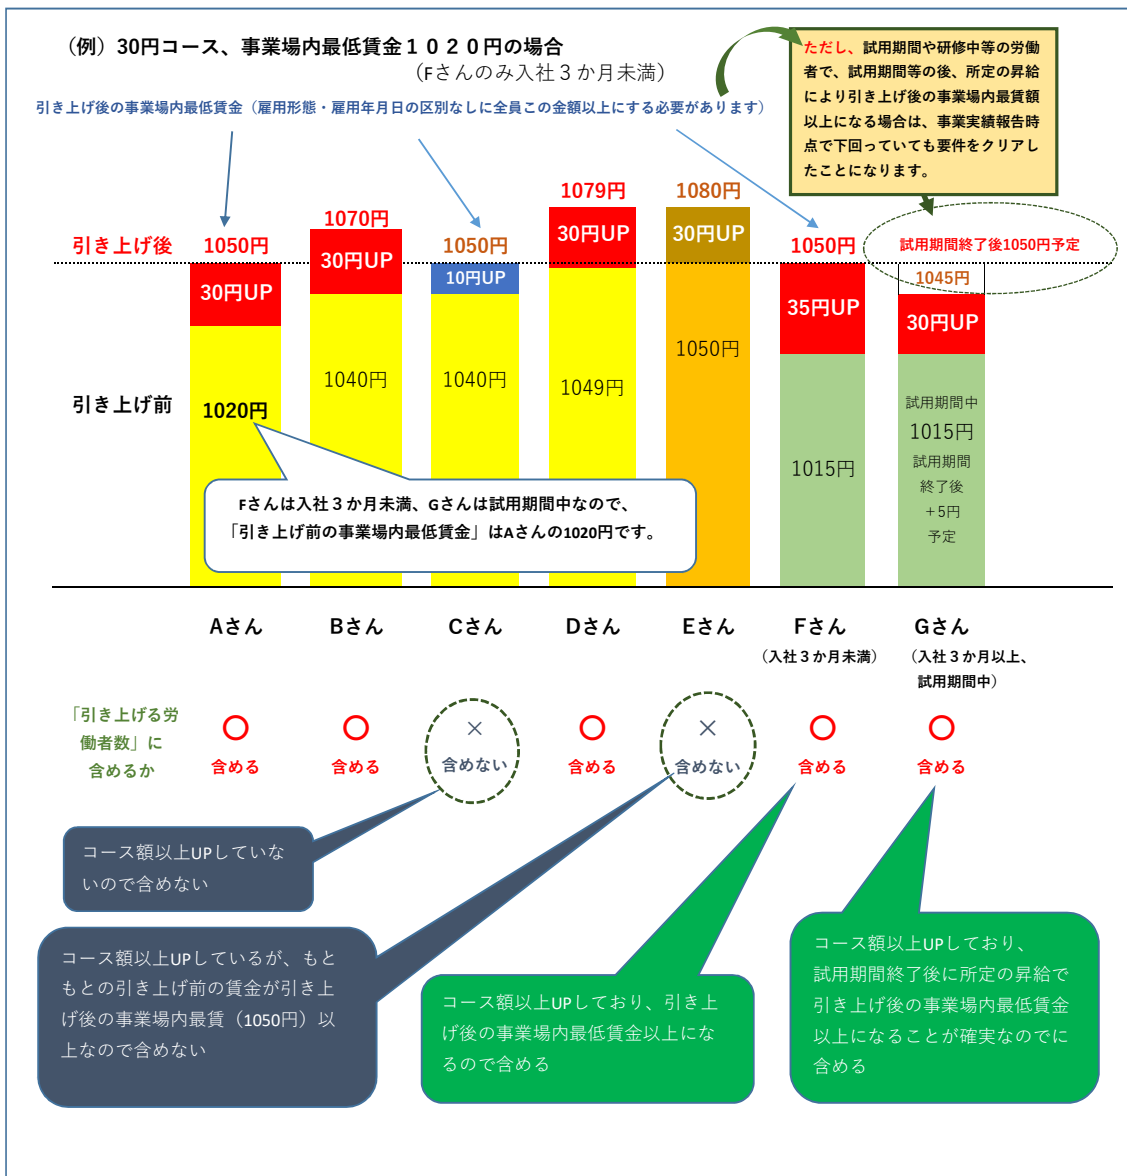 （例）30円コース、事業場内最低賃金１０２０円の場合
（Fさんのみ入社３か月未満）
ただし、試用期間や研修中等の労働
者で、試用期間等の後、所定の昇給
により引き上げ後の事業場内最賃額
以上になる場合は、事業実績報告時
点で下回っていても要件をクリアし
たことになります。
引き上げ後の事業場内最低賃金（雇用形態・雇用年月日の区別なしに全員この金額以上にする必要があります）
引き上げ後
1050円
1070円
1050円
1079円
1080円
1050円
試用期間終了後1050円予定
1045円
30円UP
30円UP
10円UP
30円UP
30円UP
35円UP
30円UP
引き上げ前
1020円
1040円
1040円
1049円
1050円
1015円
試用期間中
1015円
試用期間
終了後
＋5円
予定
Fさんは入社３か月未満、Gさんは試用期間中なので、
「引き上げ前の事業場内最低賃金」はAさんの1020円です。
Aさん
Bさん
Cさん
Dさん
Eさん
Fさん
（入社３か月未満）
Gさん
（入社３か月以上、
試用期間中）
「引き上げる労
働者数」に
含めるか
〇
含める
〇
含める
×
含めない
〇
含める
×
含めない
〇
含める
〇
含める
コース額以上UPしていな
いので含めない
コース額以上UPしているが、もと
もとの引き上げ前の賃金が引き上
げ後の事業場内最賃（1050円）以
上なので含めない
コース額以上UPしており、引き上
げ後の事業場内最低賃金以上にな
るので含める
コース額以上UPしており、
試用期間終了後に所定の昇給で
引き上げ後の事業場内最低賃金
以上になることが確実なのでに
含める